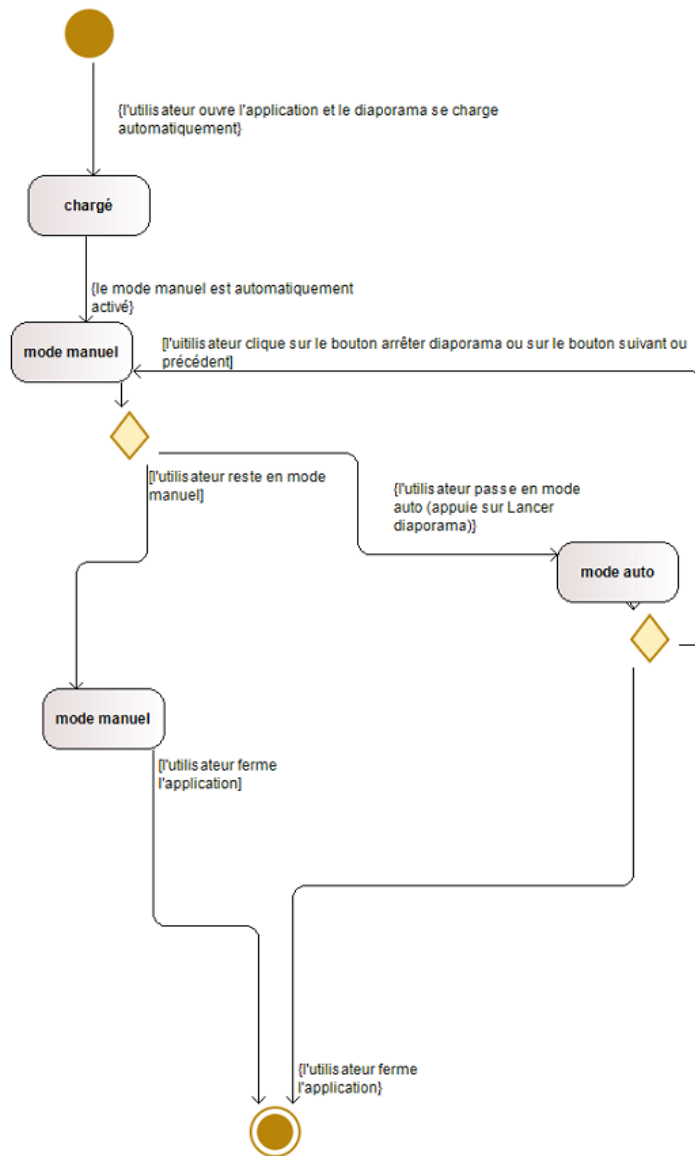 {l'utilisateur ouvre l'application et le diaporama se charge
automatiquement}
chargé
{le mode manuel est automatiquement
activé}
mode manuel
[l'uitilisateur clique sur le bouton arrêter diaporama ou sur le bouton suivant ou
précédent]
[l'utilisateur reste en mode
manuel]
{l'utilisateur passe en mode
auto (appuie sur Lancer
diaporama)}
mode auto
mode manuel
[l'utilisateur ferme
l'application]
{l'utilisateur ferme
l'application}